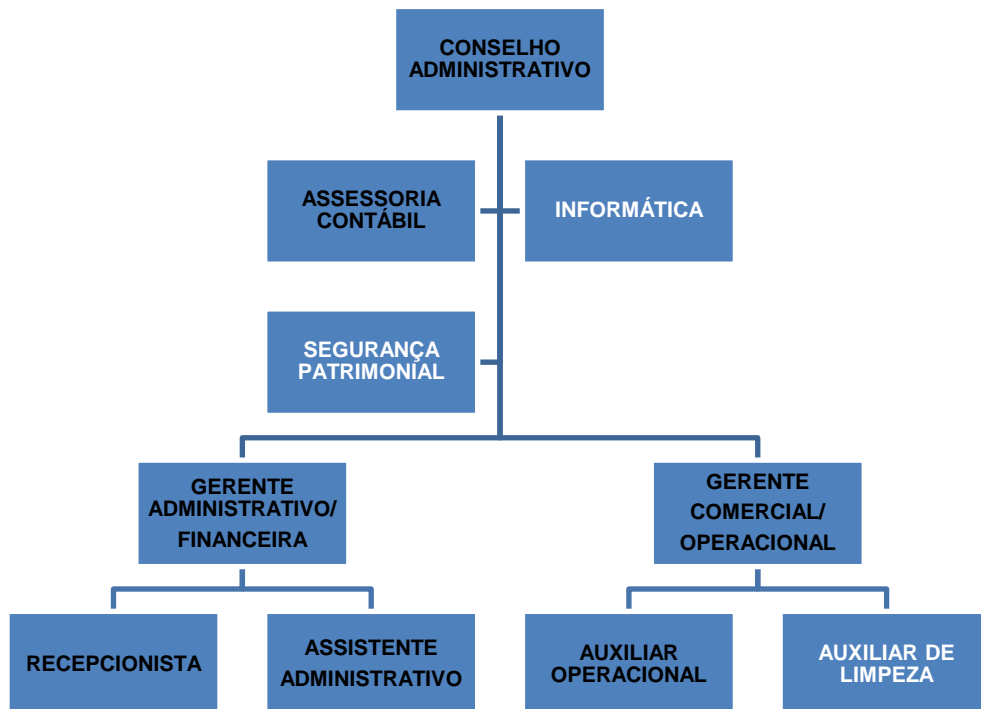 CONSELHO
ADMINISTRATIVO
ASSESSORIA
CONTÁBIL
INFORMÁTICA
SEGURANÇA
PATRIMONIAL
GERENTE
ADMINISTRATIVO/
FINANCEIRA
GERENTE
COMERCIAL/
OPERACIONAL
RECEPCIONISTA
ASSISTENTE
ADMINISTRATIVO
AUXILIAR
OPERACIONAL
AUXILIAR DE
LIMPEZA